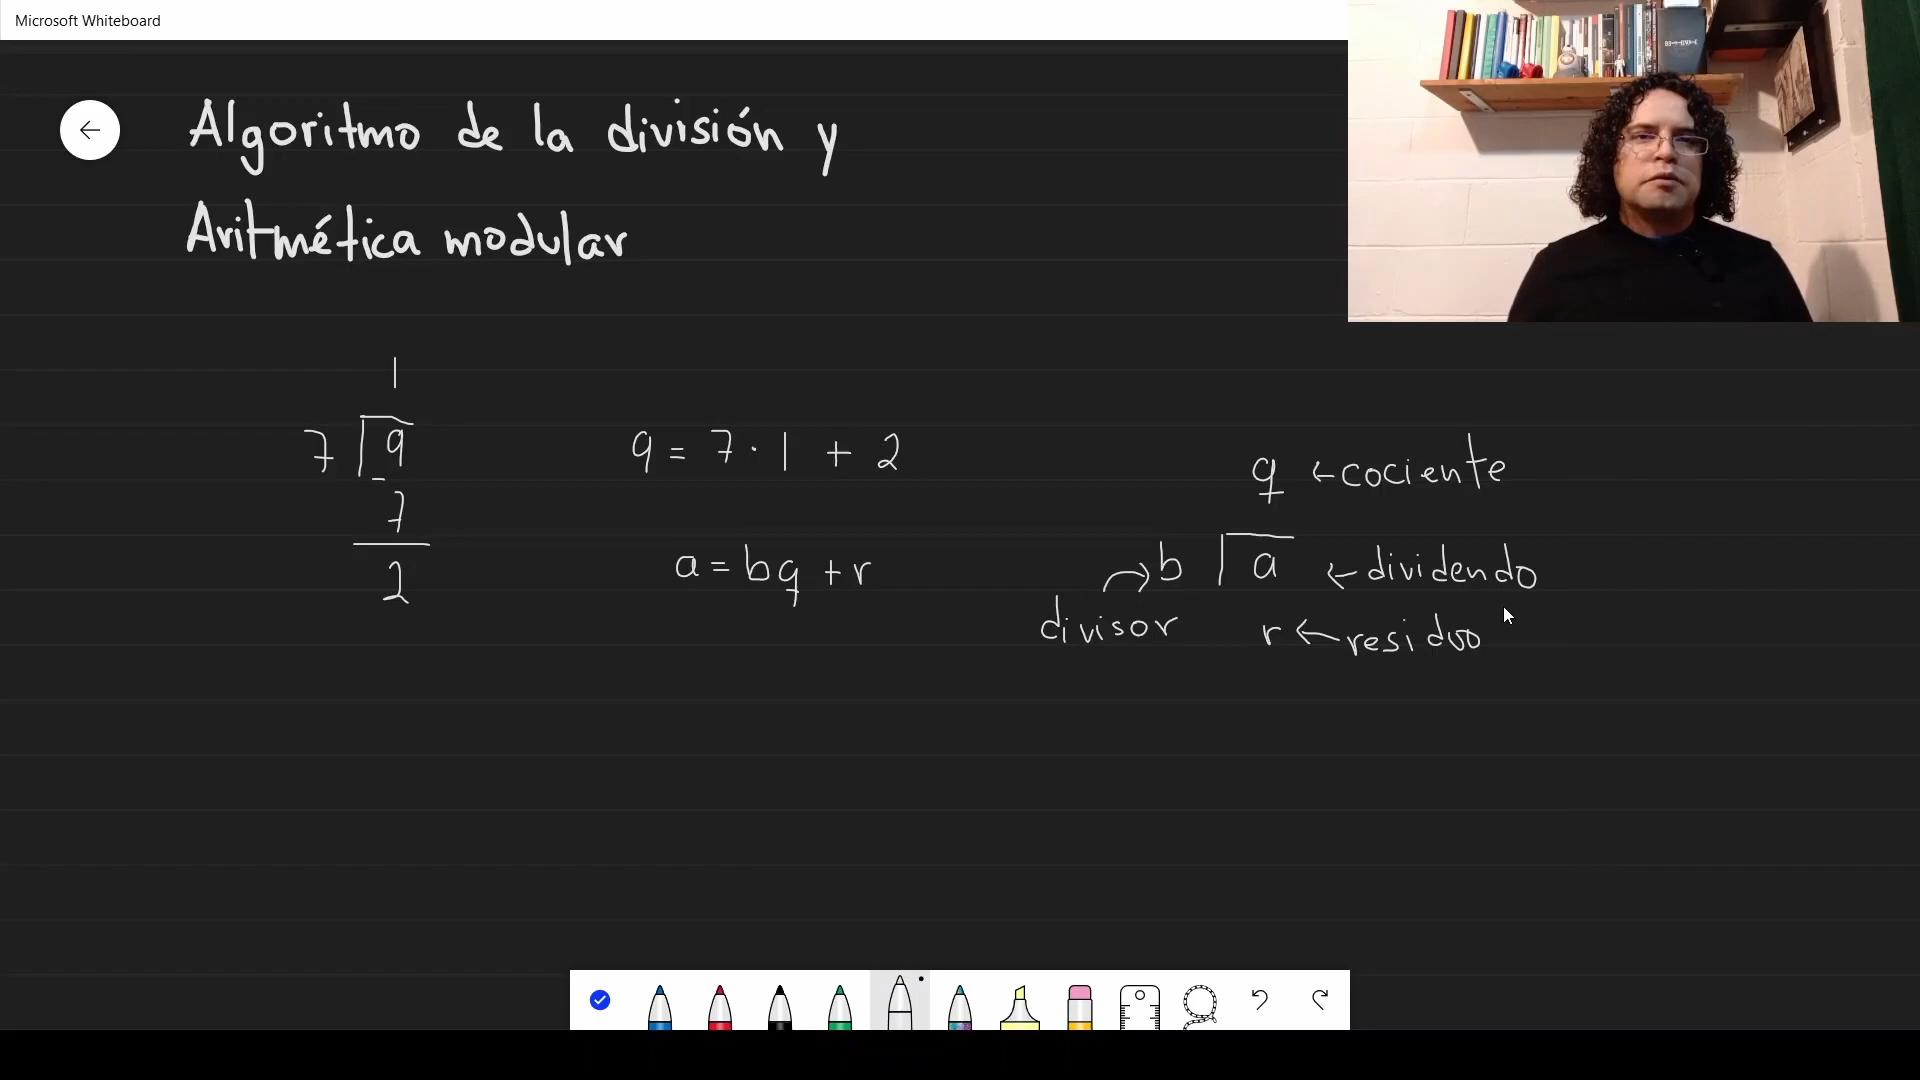 Microsoft Whiteboard
Algoritmo de la división y
Aritmética modular
1
7 9
7
2
9 = 7 · 1 + 2
a = bq + r
q ← cociente
b a ← dividendo
divisor
r ← residuo